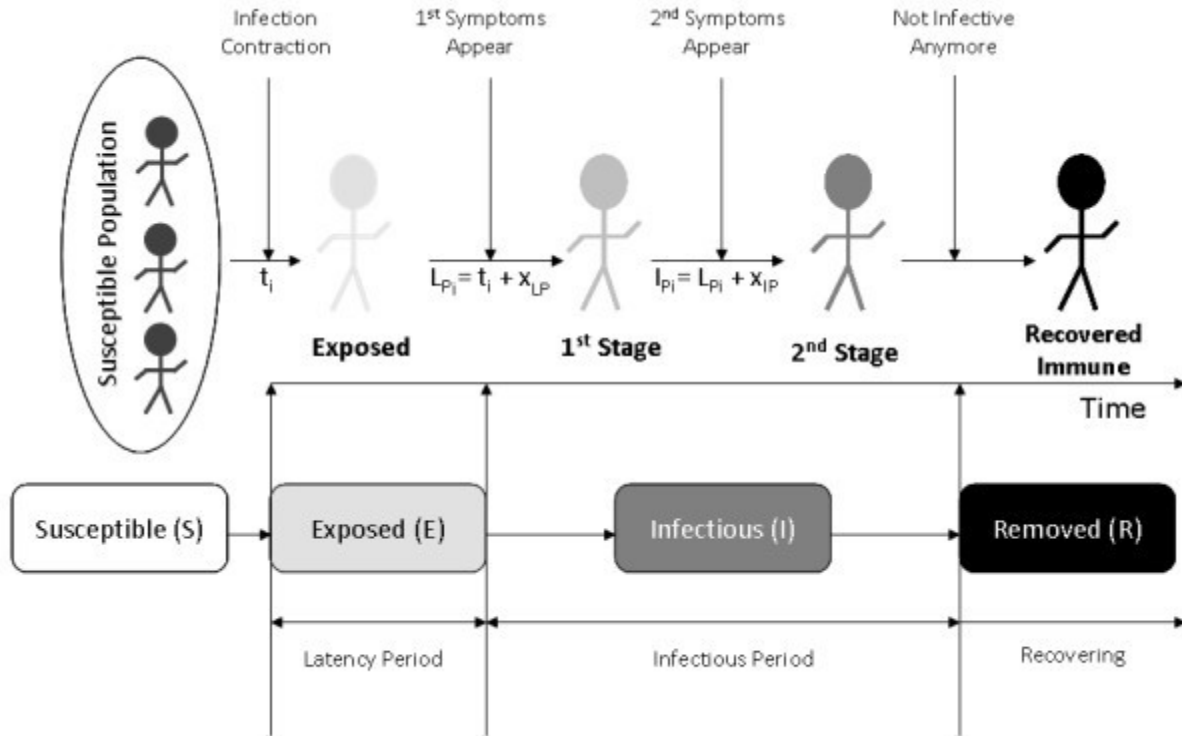 Infection
Contraction
1st Symptoms
Appear
2nd Symptoms
Appear
Not Infective
Anymore
Susceptible Population
ti
LPi= ti + xLP
IPi= LPi + xIP
Exposed
1st Stage
2nd Stage
Recovered
Immune
Time
Susceptible (S)
Exposed (E)
Infectious (I)
Removed (R)
Latency Period
Infectious Period
Recovering